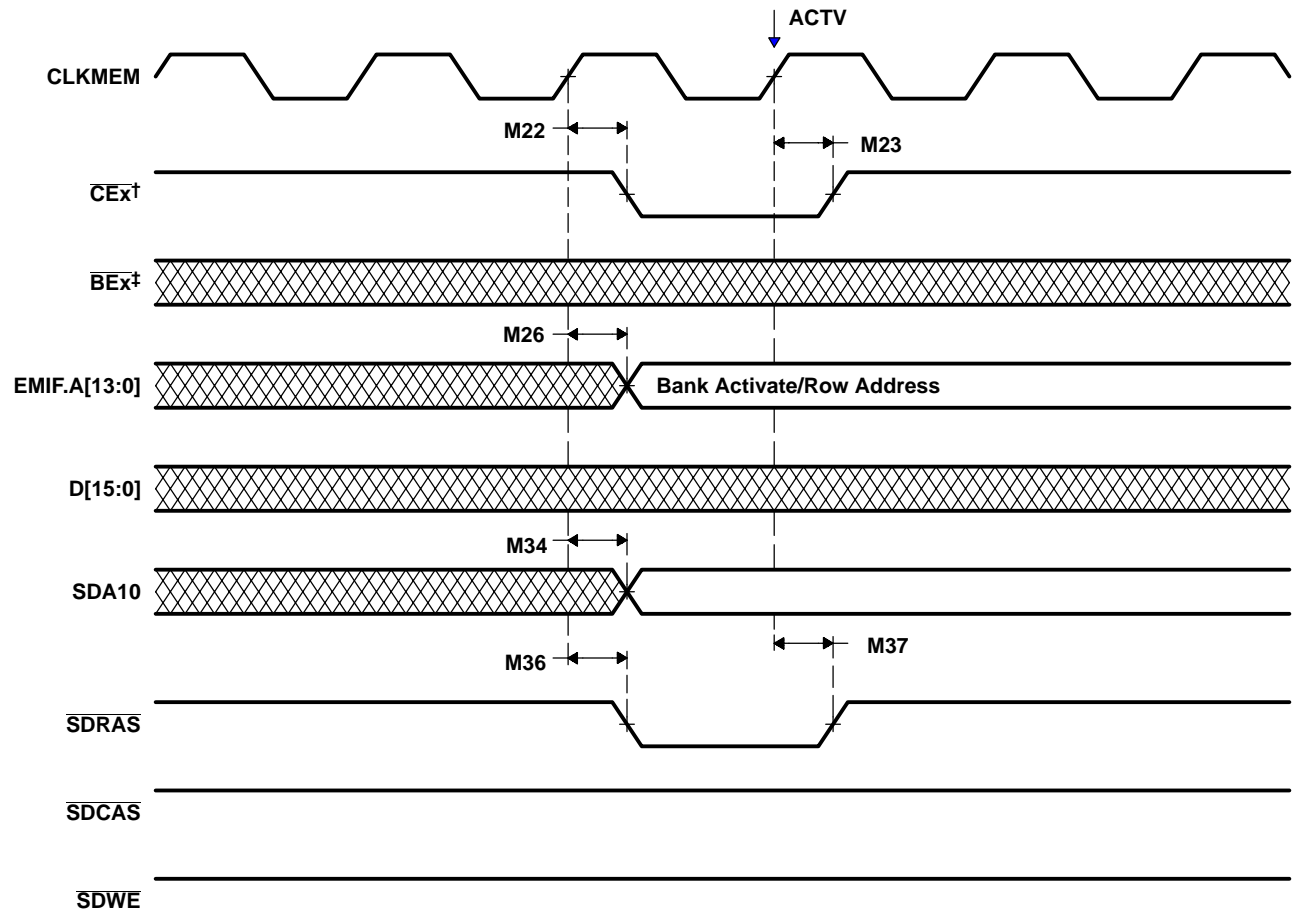 ACTV
CLKMEM
M22
M23
CEx†
BEx‡
M26
EMIF.A[13:0]
Bank Activate/Row Address
D[15:0]
M34
SDA10
M37
M36
SDRAS
SDCAS
SDWE